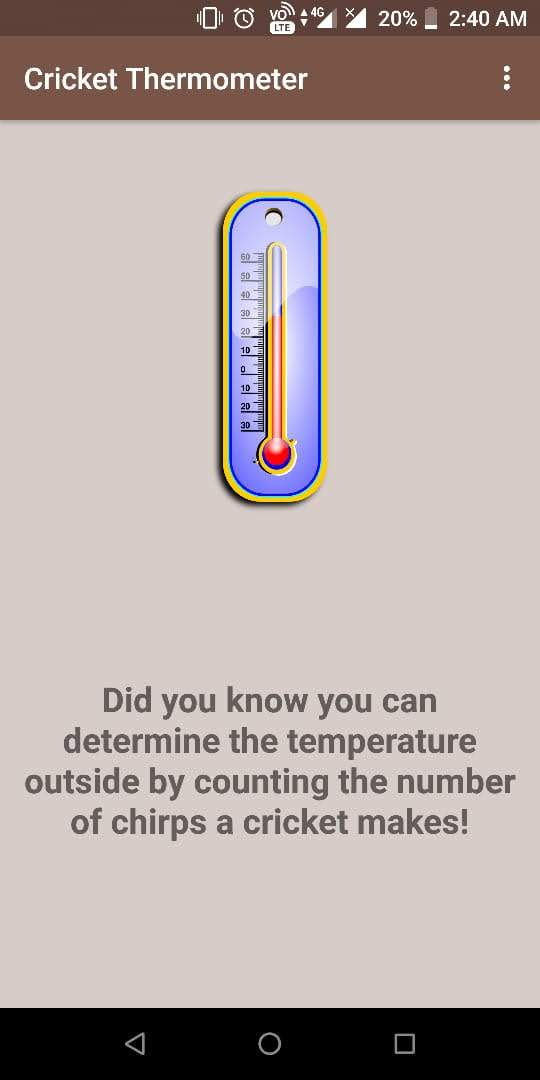 VO LTE 4G 20% 2:40 AM
Cricket Thermometer
60
50
40
30
20
10
0
10
20
30
Did you know you can
determine the temperature
outside by counting the number
of chirps a cricket makes!